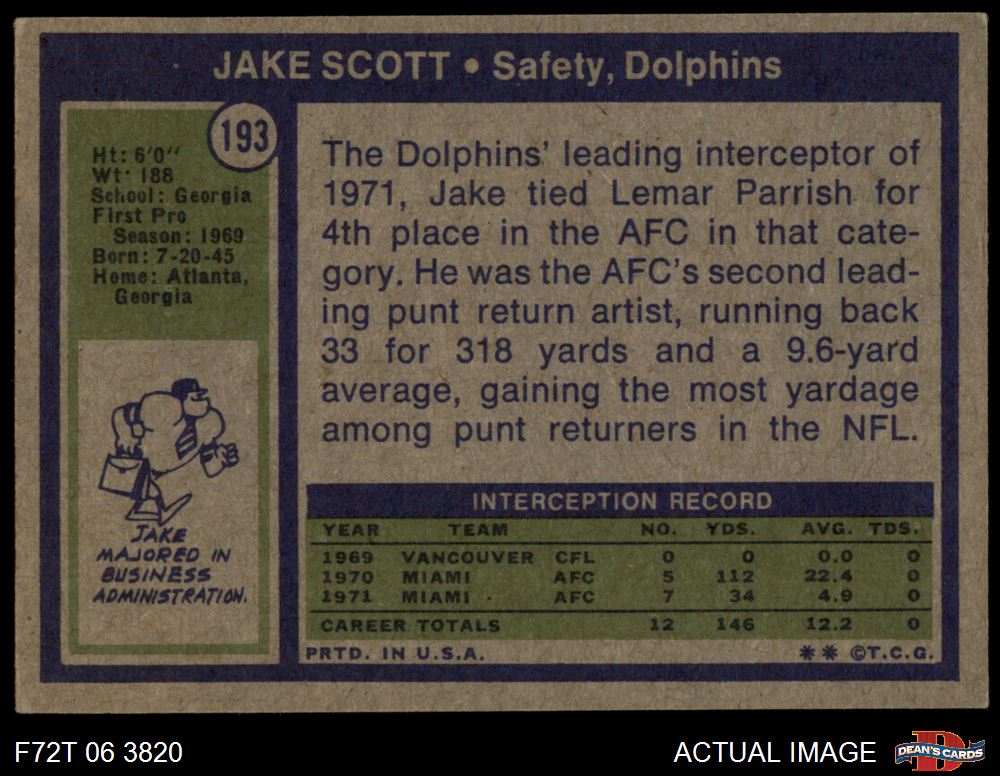 JAKE SCOTT • Safety, Dolphins
193
Ht: 6'0''
Wt: 188
School: Georgia
First Pro
Season: 1969
Born: 7-20-45
Home: Atlanta,
Georgia
JAKE
MAJORED IN
BUSINESS
ADMINISTRATION.
The Dolphins' leading interceptor of
1971, Jake tied Lemar Parrish for
4th place in the AFC in that cate-
gory. He was the AFC's second lead-
ing punt return artist, running back
33 for 318 yards and a 9.6-yard
average, gaining the most yardage
among punt returners in the NFL.
INTERCEPTION RECORD
YEAR TEAM NO. YDS. AVG. TDS.
1969 VANCOUVER CFL 0 0 0.0 0
1970 MIAMI AFC 5 112 22.4 0
1971 MIAMI AFC 7 34 4.9 0
CAREER TOTALS 12 146 12.2 0
PRTD. IN U.S.A. ** ©T.C.G.
F72T 06 3820 ACTUAL IMAGE DEAN'S CARDS